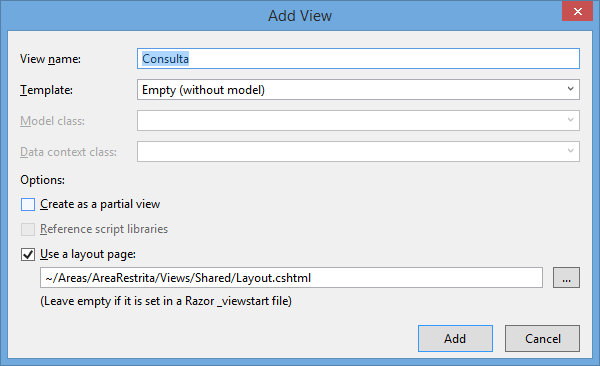 Add View
View name:
Consulta
Template:
Empty (without model)
Model class:
Data context class:
Options:
Create as a partial view
Reference script libraries
Use a layout page:
~/Areas/AreaRestrita/Views/Shared/Layout.cshtml
...
(Leave empty if it is set in a Razor _viewstart file)
Add
Cancel